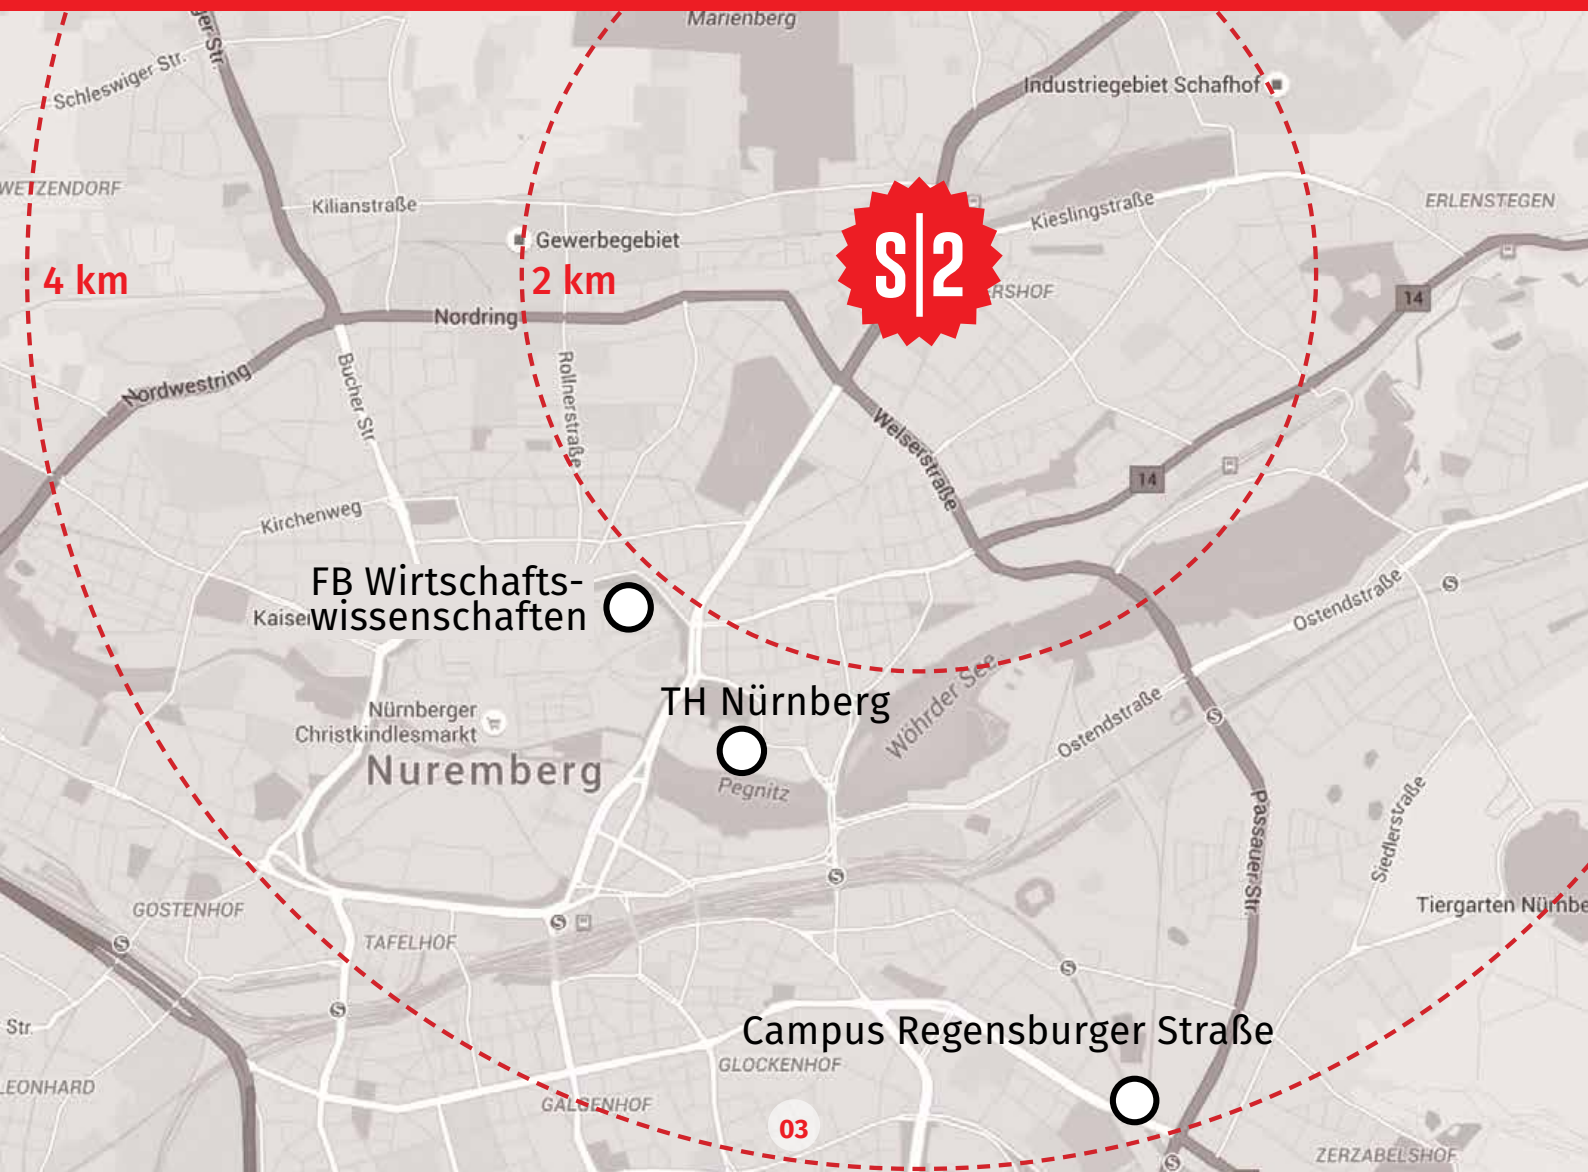 Marienberg
ger Str.
Schleswiger Str.
Industriegebiet Schafhof
WETZENDORF
Kilianstraße
Kieslingstraße
ERLENSTEGEN
Gewerbegebiet
S|2
4 km
2 km
RSHOF
14
Nordring
Nordwestring
Bucher Str.
Rollnerstraße
Welserstraße
14
Kirchenweg
FB Wirtschafts-
Kaiser
wissenschaften
Ostendstraße
S
Wöhrder See
TH Nürnberg
Nürnberger
Christkindlesmarkt
Ostendstraße
S
Nuremberg
Pegnitz
Passauer Str.
Siedlerstraße
S
Tiergarten Nürnbe
GOSTENHOF
S
TAFELHOF
S
S
S
Str.
Campus Regensburger Straße
GLOCKENHOF
LEONHARD
GALGENHOF
03
ZERZABELSHOF
S